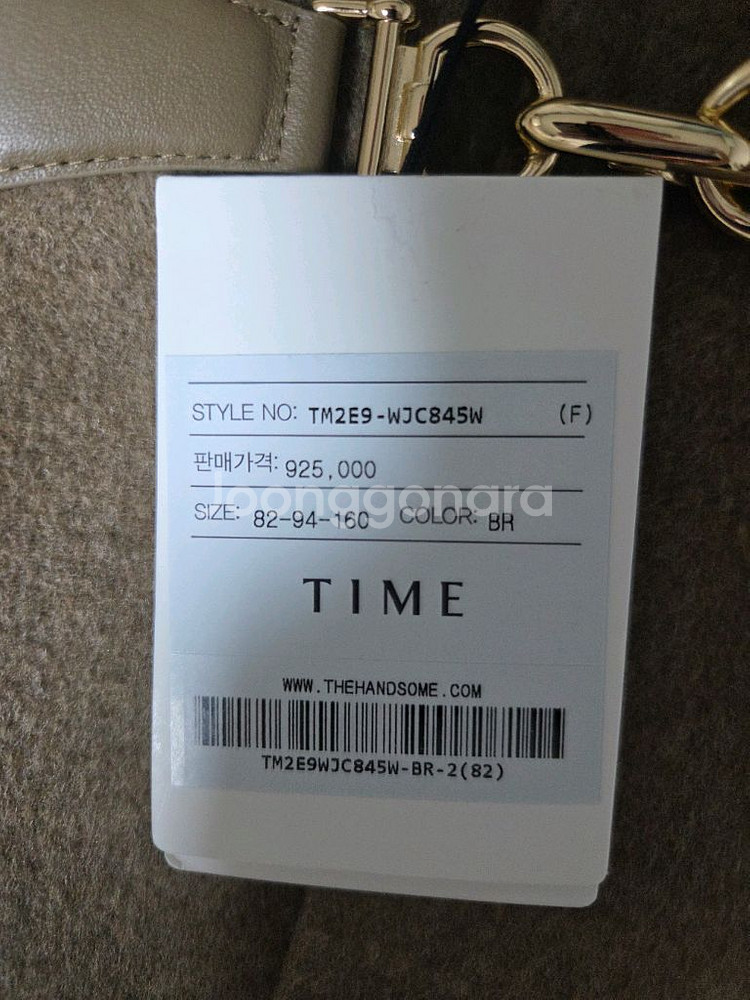 STYLE NO: TM2E9-WJC845W (F)
판매가격: 925,000
loonagonara
SIZE: 82-94-160 COLOR: BR
TIME
WWW.THEHANDSOME.COM
TM2E9WJC845W-BR-2(82)